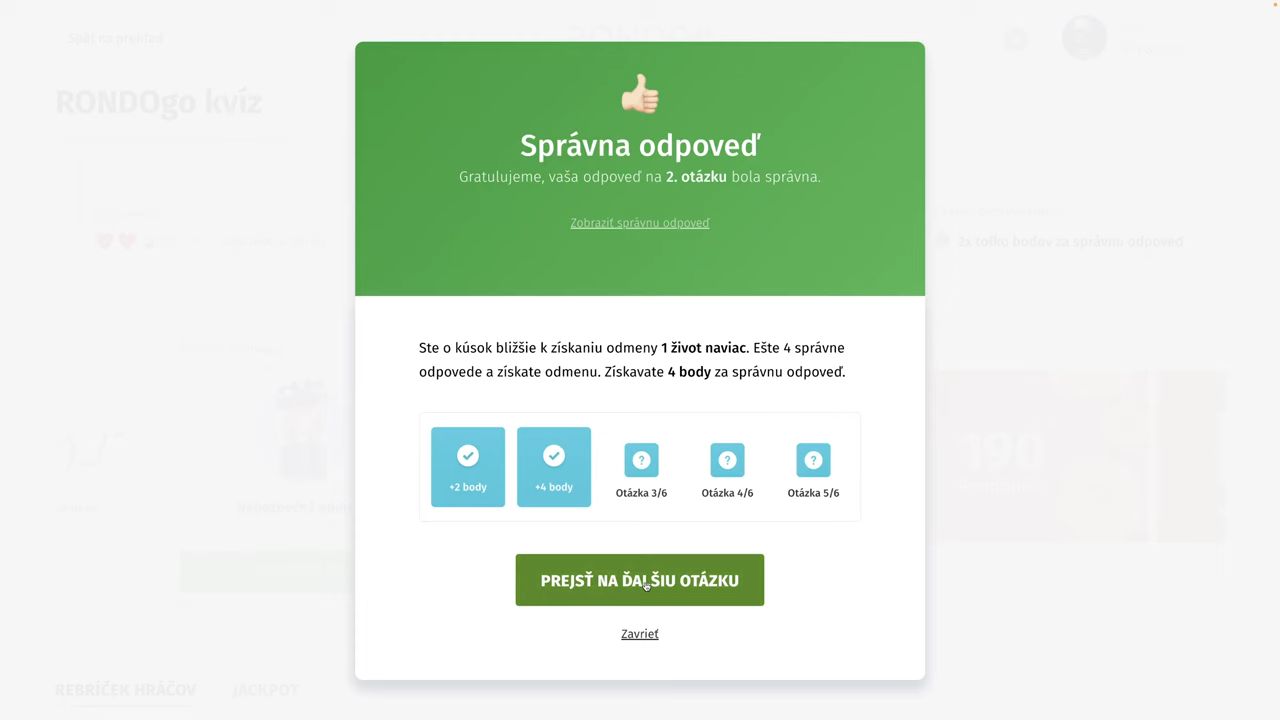 Späť na prehľad
RONDOgo kvíz
Správna odpoveď
Gratulujeme, vaša odpoveď na 2. otázku bola správna.
Zobraziť správnu odpoveď
2x toľko bodov za správnu odpoveď
Ste o kúsok bližšie k získaniu odmeny 1 život naviac. Ešte 4 správne
odpovede a získate odmenu. Získavate 4 body za správnu odpoveď.
190
+2 body
+4 body
Otázka 3/6
Otázka 4/6
Otázka 5/6
PREJSŤ NA ĎALŠIU OTÁZKU
Zavrieť
REBRÍČEK HRÁČOV
JACKPOT